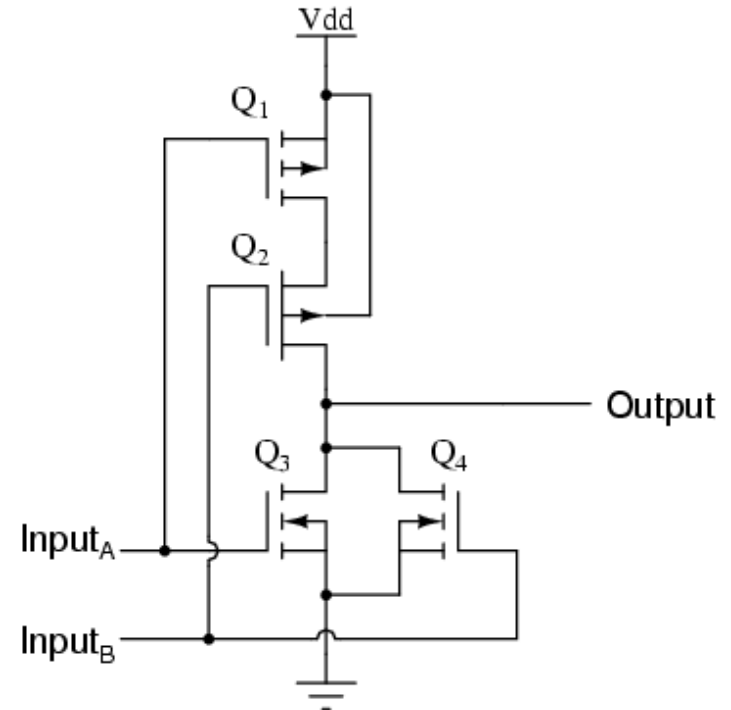 Vdd
Q1
Q2
Output
Q3 Q4
InputA
InputB